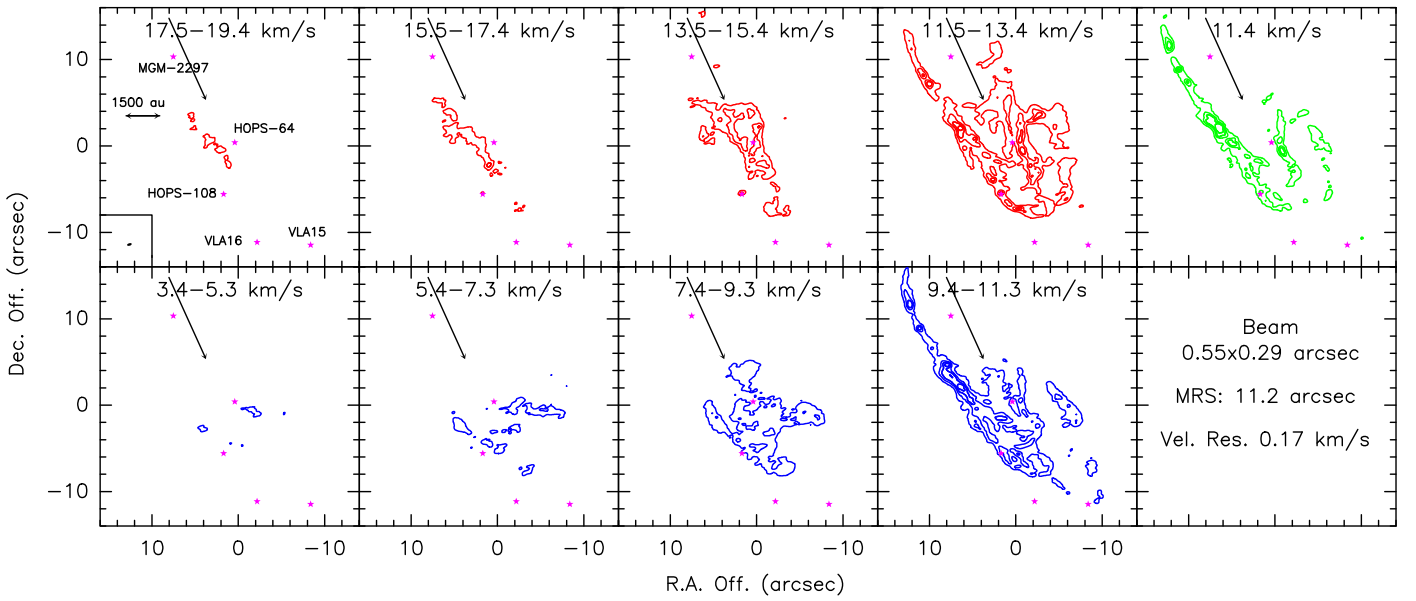 17.5−19.4 km/s
15.5−17.4 km/s
13.5−15.4 km/s
11.5−13.4 km/s
11.4 km/s
10
0
−10
MGM−2297
1500 au
HOPS−64
HOPS−108
VLA16
VLA15
Dec. Off. (arcsec)
3.4−5.3 km/s
5.4−7.3 km/s
7.4−9.3 km/s
9.4−11.3 km/s
10
0
−10
Beam
0.55x0.29 arcsec
MRS: 11.2 arcsec
Vel. Res. 0.17 km/s
10 0 −10
10 0 −10
10 0 −10
10 0 −10
R.A. Off. (arcsec)